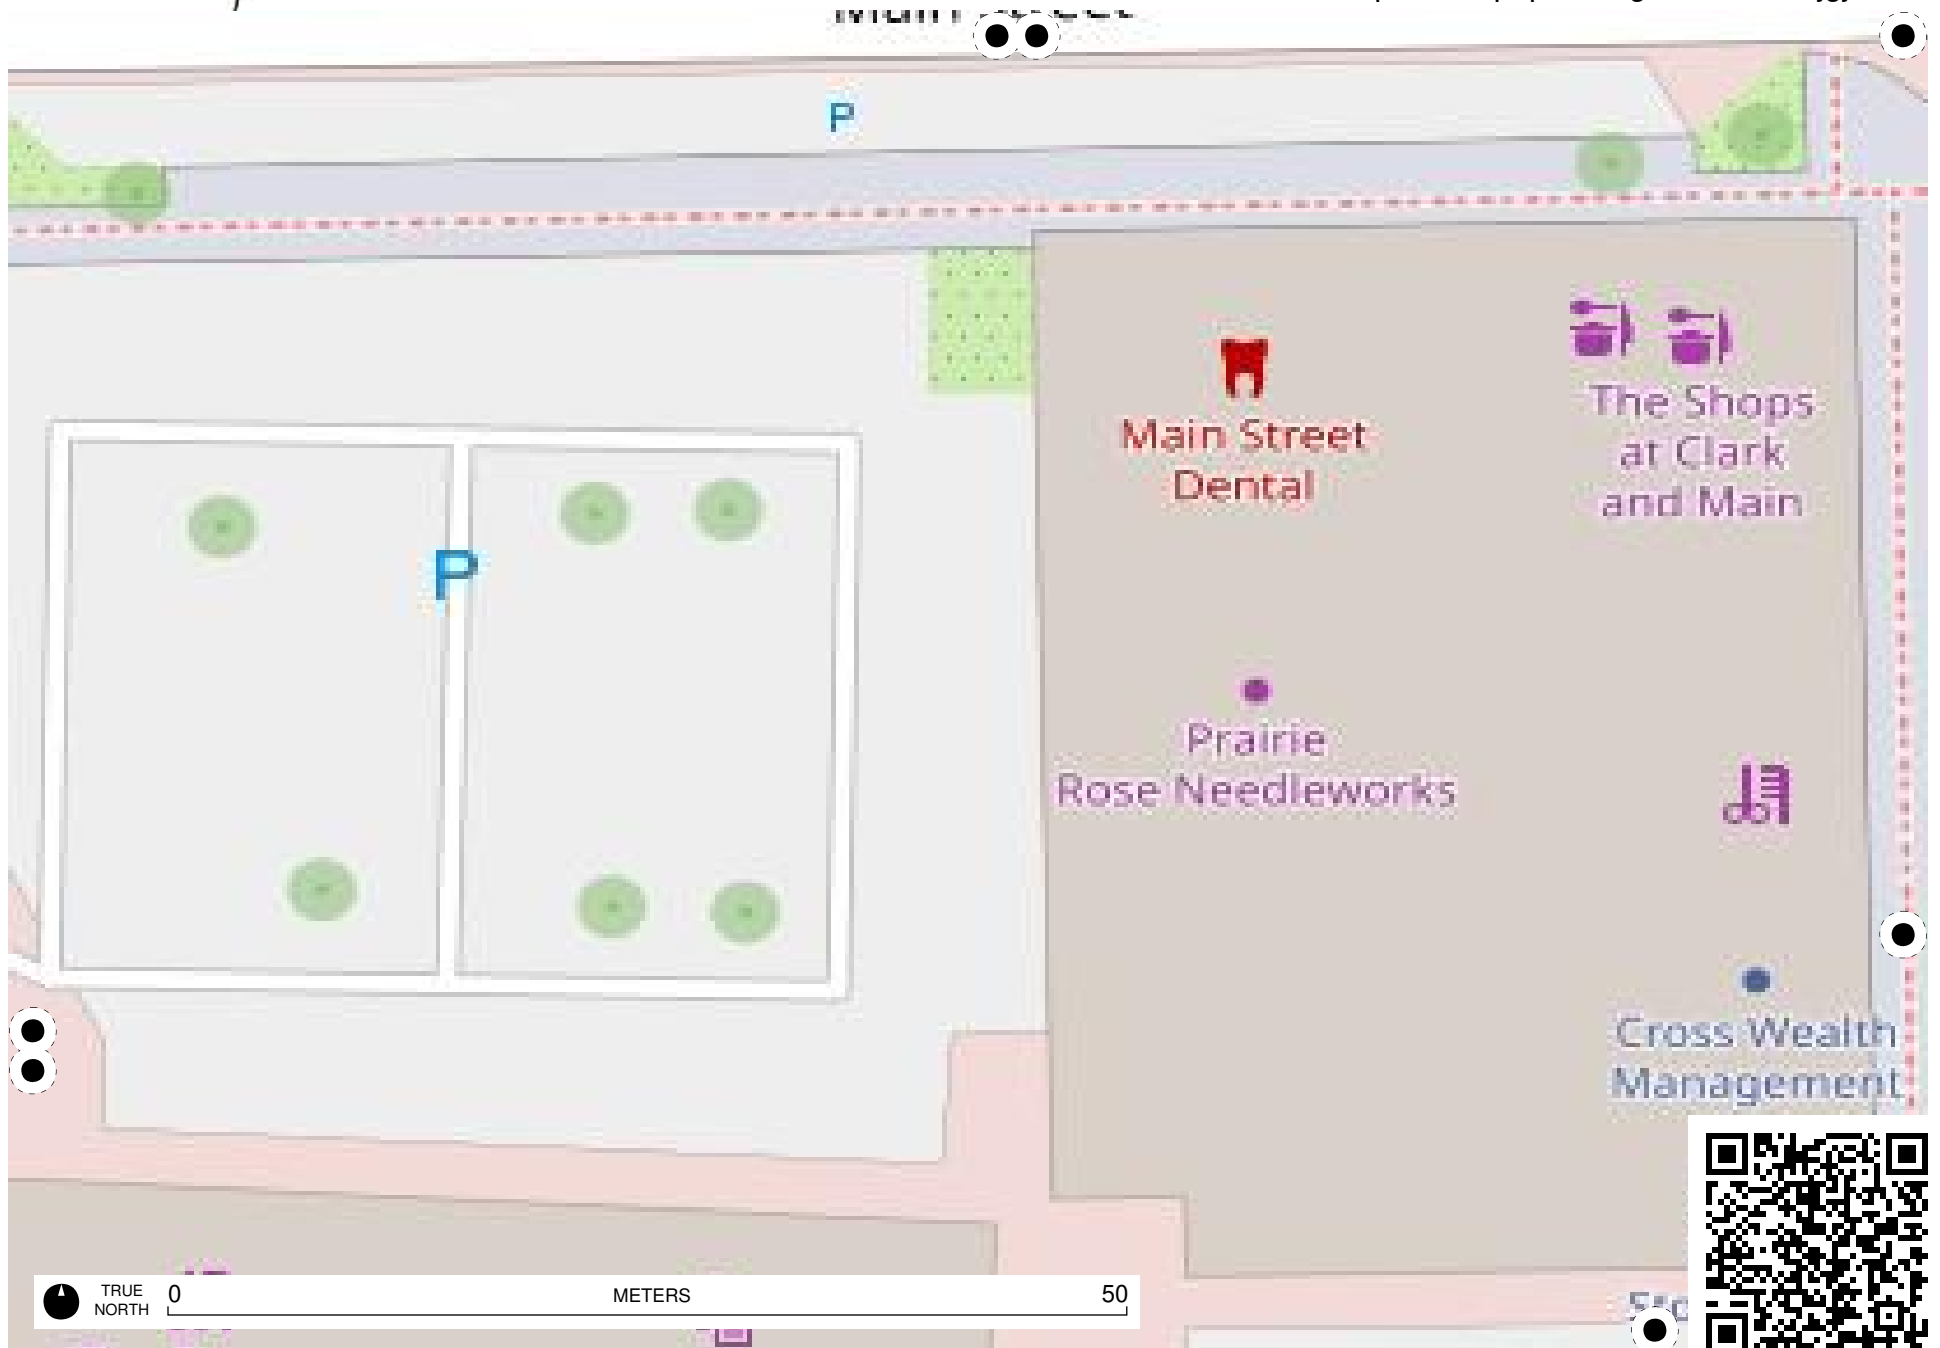 P
The Shops
at Clark
and Main
Main Street
Dental
P
Prairie
Rose Needleworks
Cross Wealth
Management
TRUE
NORTH
0
METERS
50